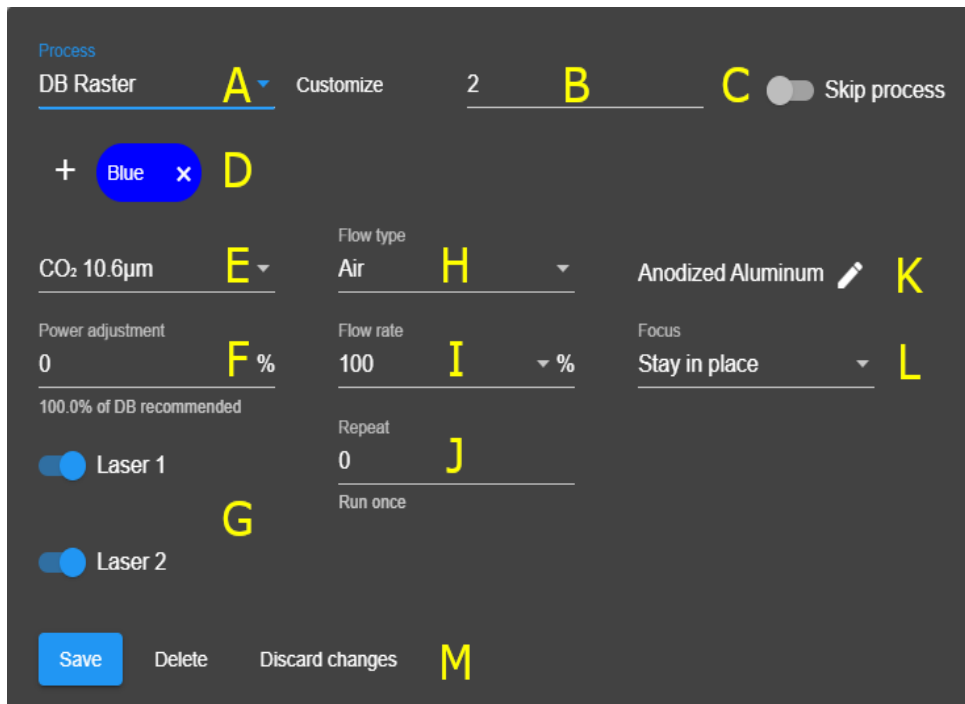 Process
DB Raster A Customize 2 B C Skip process
+ Blue × D
CO₂ 10.6µm E
Flow type
Air H
Anodized Aluminum K
Power adjustment
0 F %
100.0% of DB recommended
Flow rate
100 I %
Focus
Stay in place L
Repeat
0 J
Run once
Laser 1
G
Laser 2
Save Delete Discard changes M